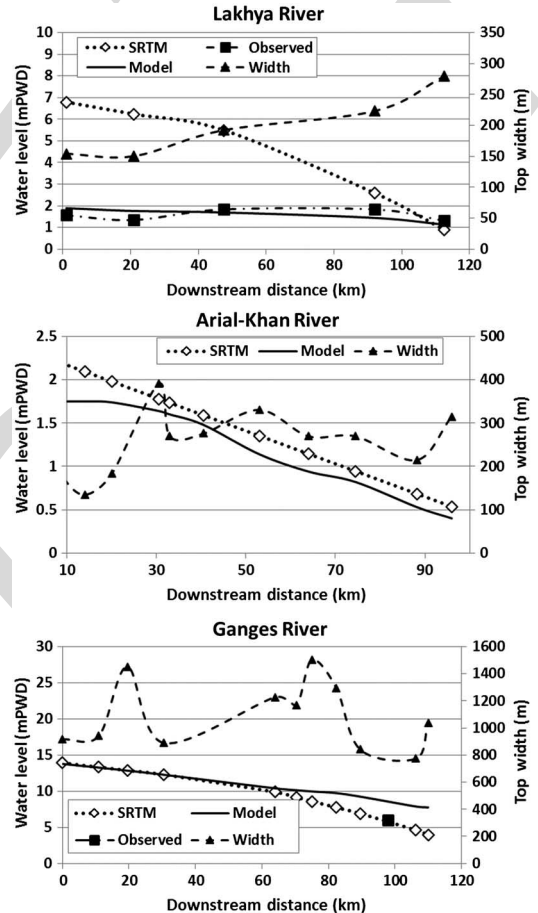 Lakhya River
10
9
8
7
6
5
4
3
2
1
0
Water level (mPWD)
SRTM
Observed
Model
Width
350
300
250
200
150
100
50
0
Top width (m)
0 20 40 60 80 100 120
Downstream distance (km)
Arial-Khan River
2.5
2
1.5
1
0.5
0
Water level (mPWD)
SRTM
Model
Width
500
400
300
200
100
0
Top width (m)
10 30 50 70 90
Downstream distance (km)
Ganges River
30
25
20
15
10
5
0
Water level (mPWD)
SRTM
Model
Observed
Width
1600
1400
1200
1000
800
600
400
200
0
Top width (m)
0 20 40 60 80 100 120
Downstream distance (km)